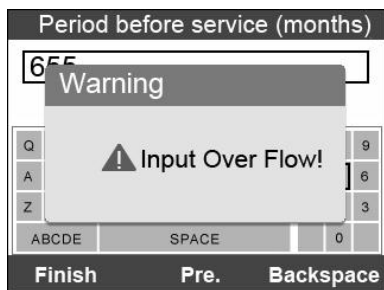 Period before service (months)
655
Warning
Input Over Flow!
Q
9
A
6
Z
3
ABCDE SPACE 0
Finish Pre. Backspace